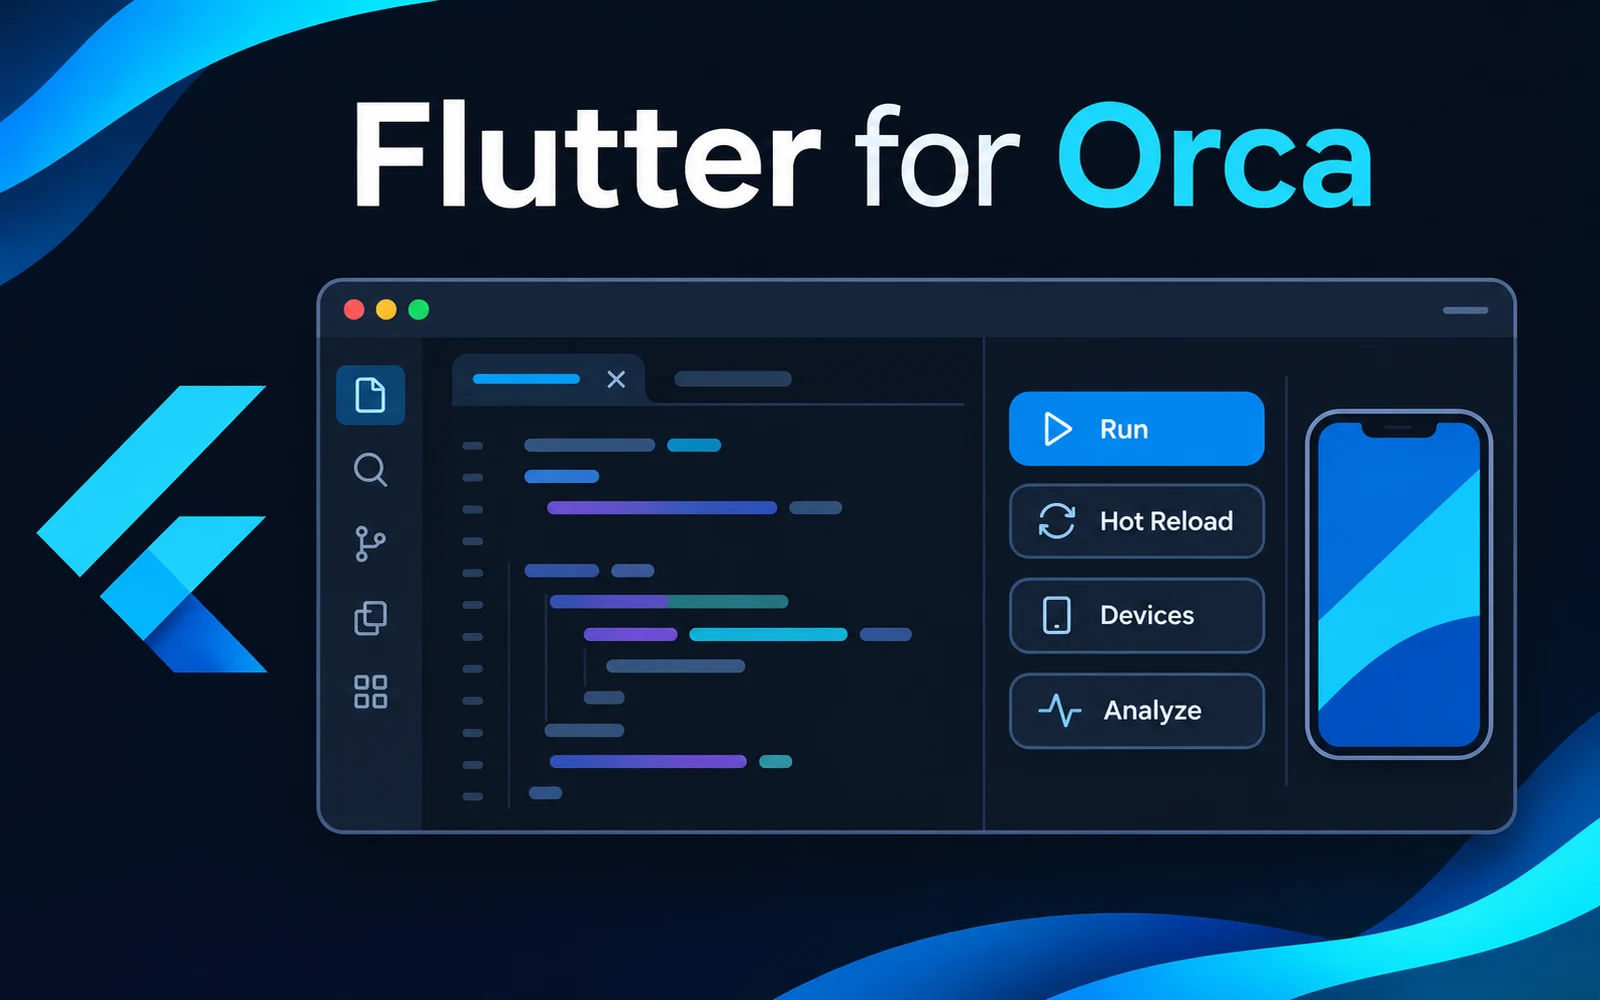 Flutter for Orca
Run
Hot Reload
Devices
Analyze